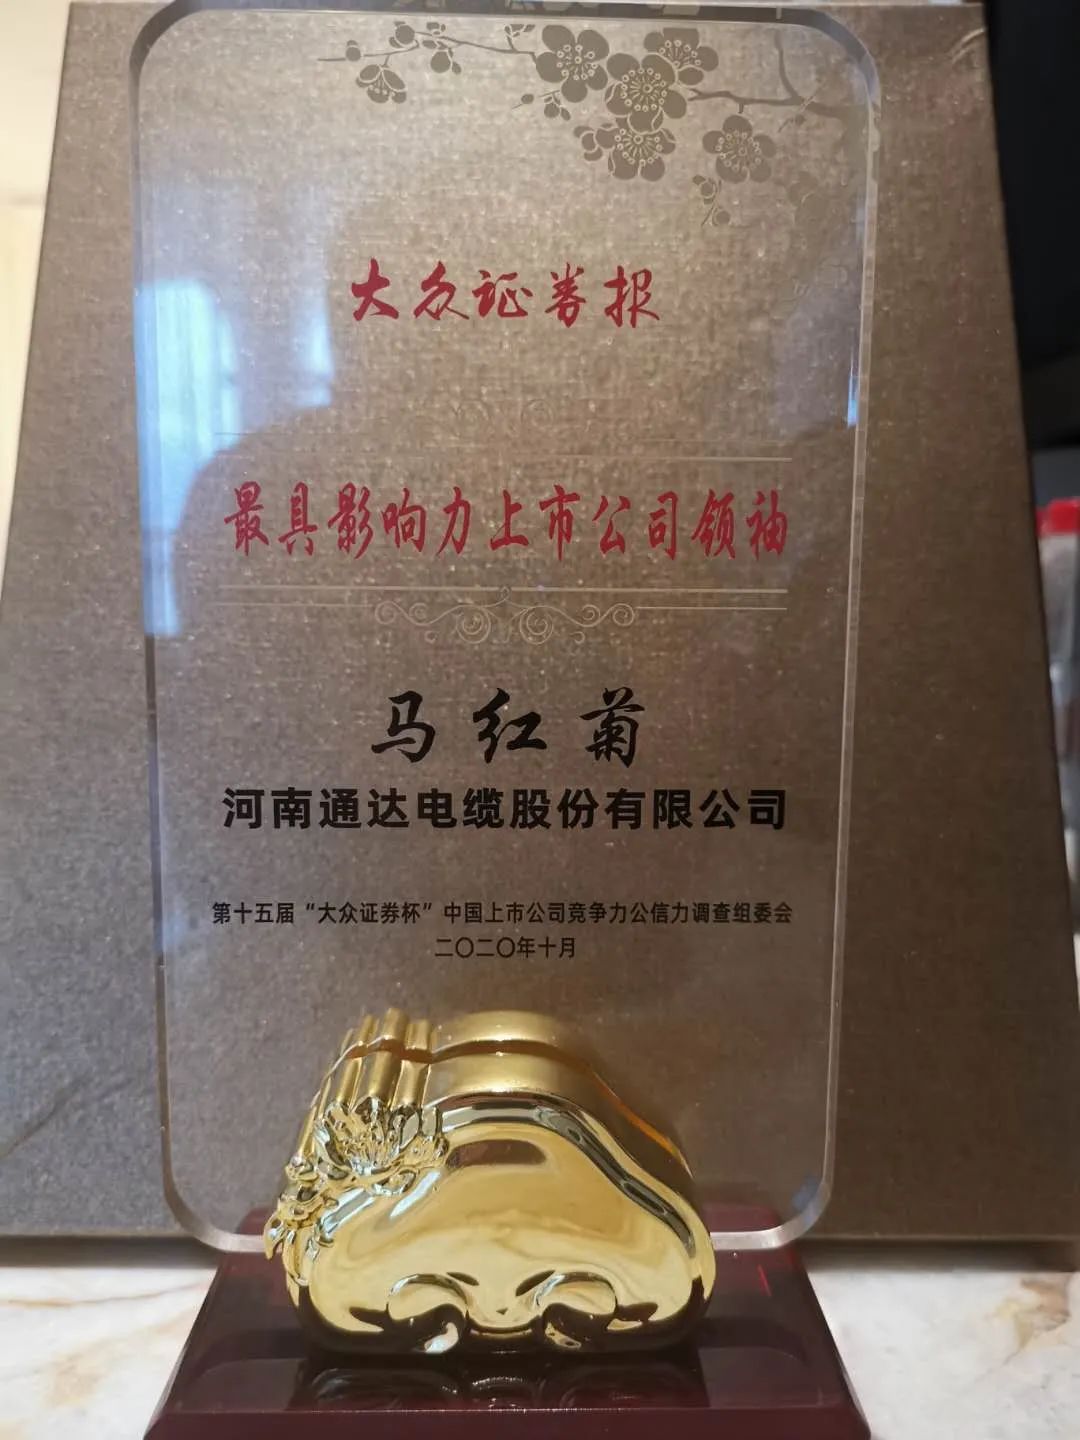 大众证券报
最具影响力上市公司领袖
马红菊
河南通达电缆股份有限公司
第十五届“大众证券杯”中国上市公司竞争力公信力调查组委会
二〇二〇年十月